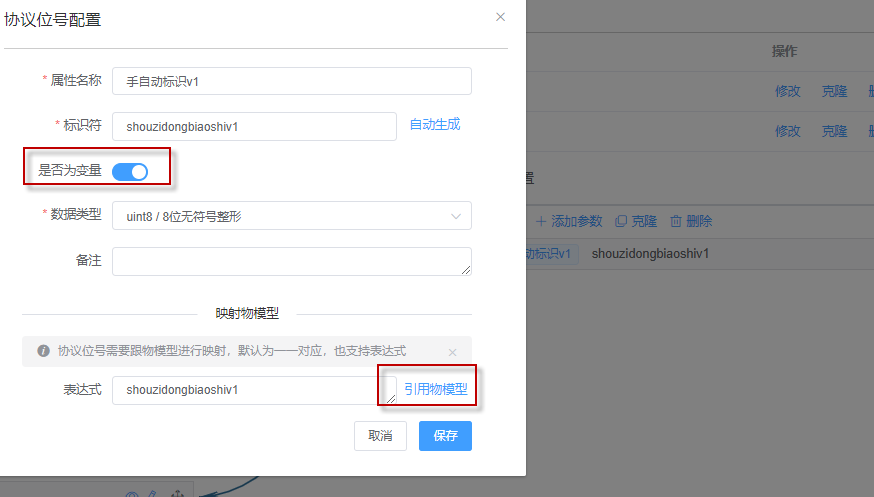 协议位号配置
操作
* 属性名称 手自动标识v1
修改 克隆
* 标识符 shouzidongbiaoshiv1 自动生成
修改 克隆
是否为变量
置
* 数据类型 uint8 / 8位无符号整形
添加参数 克隆 删除
动标识v1 shouzidongbiaoshiv1
备注
映射物模型
协议位号需要跟物模型进行映射，默认为一一对应，也支持表达式
表达式 shouzidongbiaoshiv1 引用物模型
取消 保存